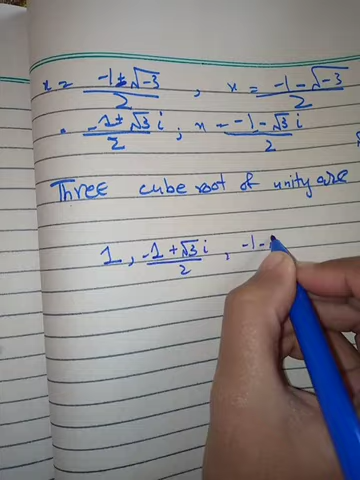 x = -1 ± √-3 / 2 , x = -1 - √-3 / 2
= -1 ± √3 i / 2 ; x - -1 - √3 i / 2
Three cube root of unity are
1 , -1 + √3 i / 2 , -1 -